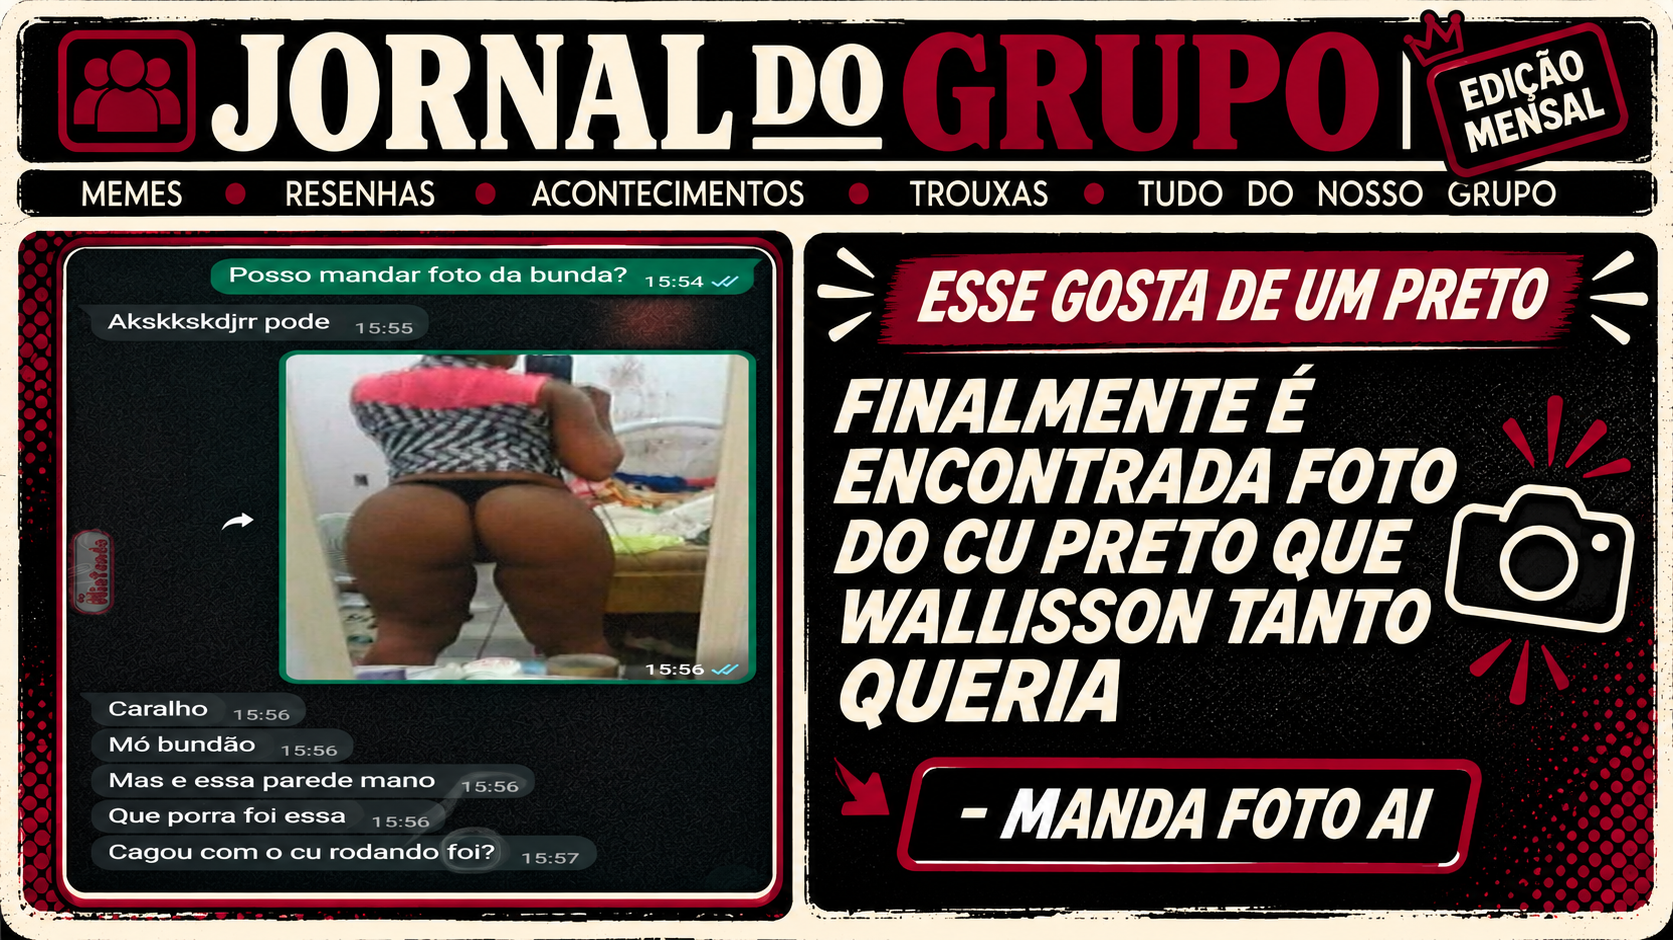 JORNAL DO GRUPO
EDIÇÃO
MENSAL
MEMES • RESENHAS • ACONTECIMENTOS • TROUXAS • TUDO DO NOSSO GRUPO
Posso mandar foto da bunda? 15:54
Akskkskdjrr pode 15:55
15:56
Caralho 15:56
Mó bundão 15:56
Mas e essa parede mano 15:56
Que porra foi essa 15:56
Cagou com o cu rodando foi? 15:57
ESSE GOSTA DE UM PRETO
FINALMENTE É
ENCONTRADA FOTO
DO CU PRETO QUE
WALLISSON TANTO
QUERIA
- MANDA FOTO AI